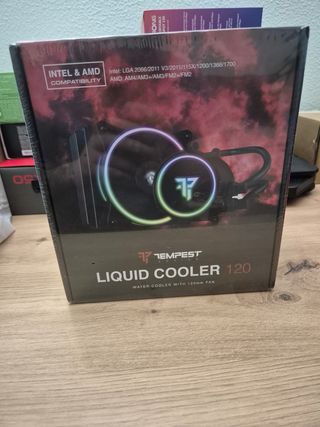 INTEL & AMD
COMPATIBILITY
Intel: LGA 2066/2011 V3/2011/115X/1200/1366/1700
AMD: AM4/AM3+/AM3/FM2+/FM2
TEMPEST
LIQUID COOLER 120
WATER COOLER WITH 120mm FAN